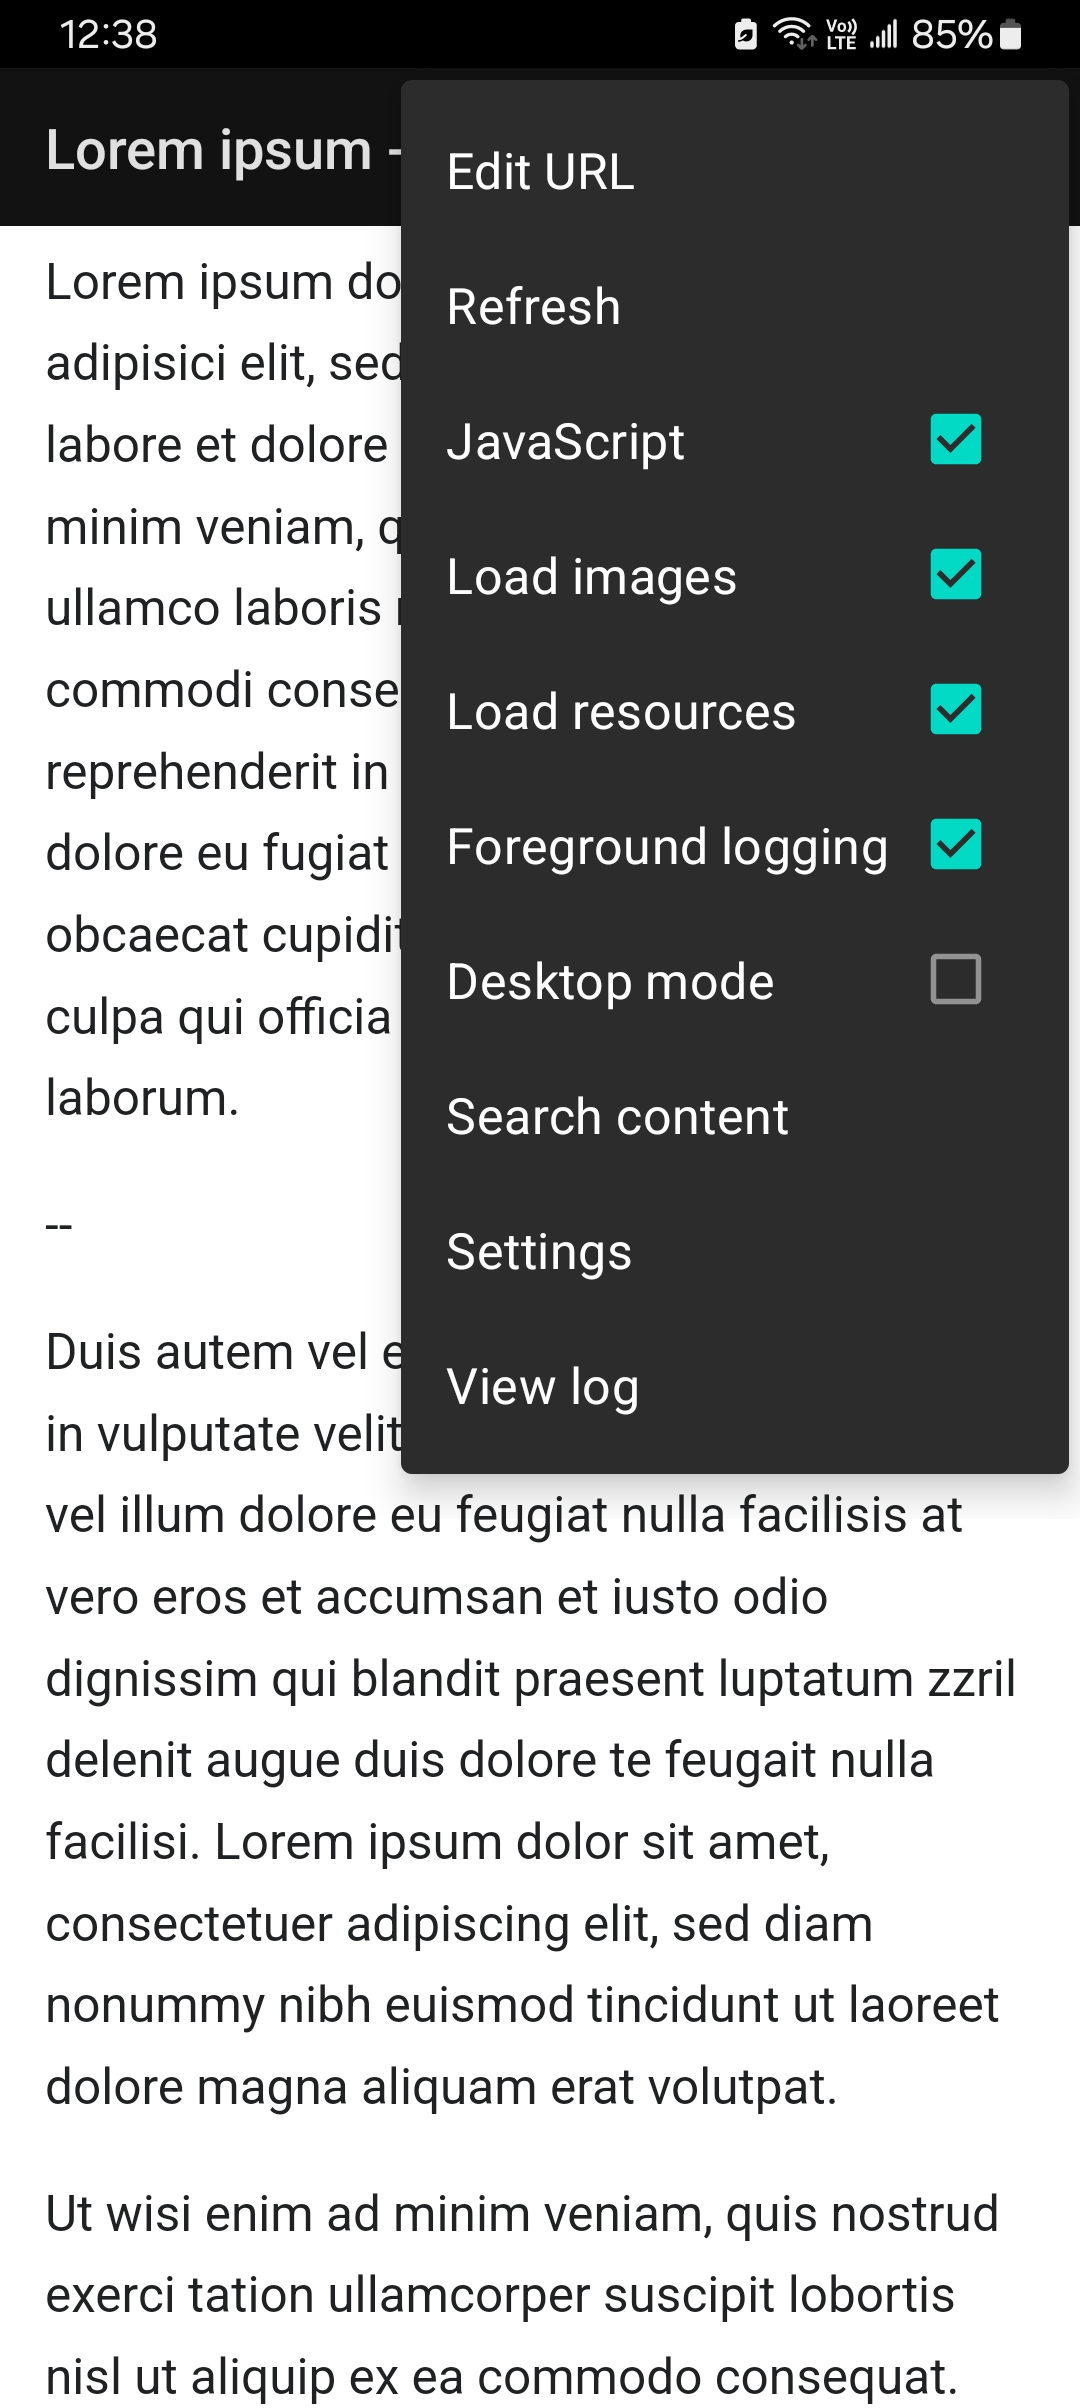 12:38
Vo)) LTE 85%
Lorem ipsum -
Edit URL
Refresh
JavaScript
Load images
Load resources
Foreground logging
Desktop mode
Search content
Settings
View log
Lorem ipsum do
adipisici elit, sed
labore et dolore
minim veniam, q
ullamco laboris
commodi conse
reprehenderit in
dolore eu fugiat
obcaecat cupidit
culpa qui officia
laborum.
--
Duis autem vel e
in vulputate velit
vel illum dolore eu feugiat nulla facilisis at
vero eros et accumsan et iusto odio
dignissim qui blandit praesent luptatum zzril
delenit augue duis dolore te feugait nulla
facilisi. Lorem ipsum dolor sit amet,
consectetuer adipiscing elit, sed diam
nonummy nibh euismod tincidunt ut laoreet
dolore magna aliquam erat volutpat.
Ut wisi enim ad minim veniam, quis nostrud
exerci tation ullamcorper suscipit lobortis
nisl ut aliquip ex ea commodo consequat.